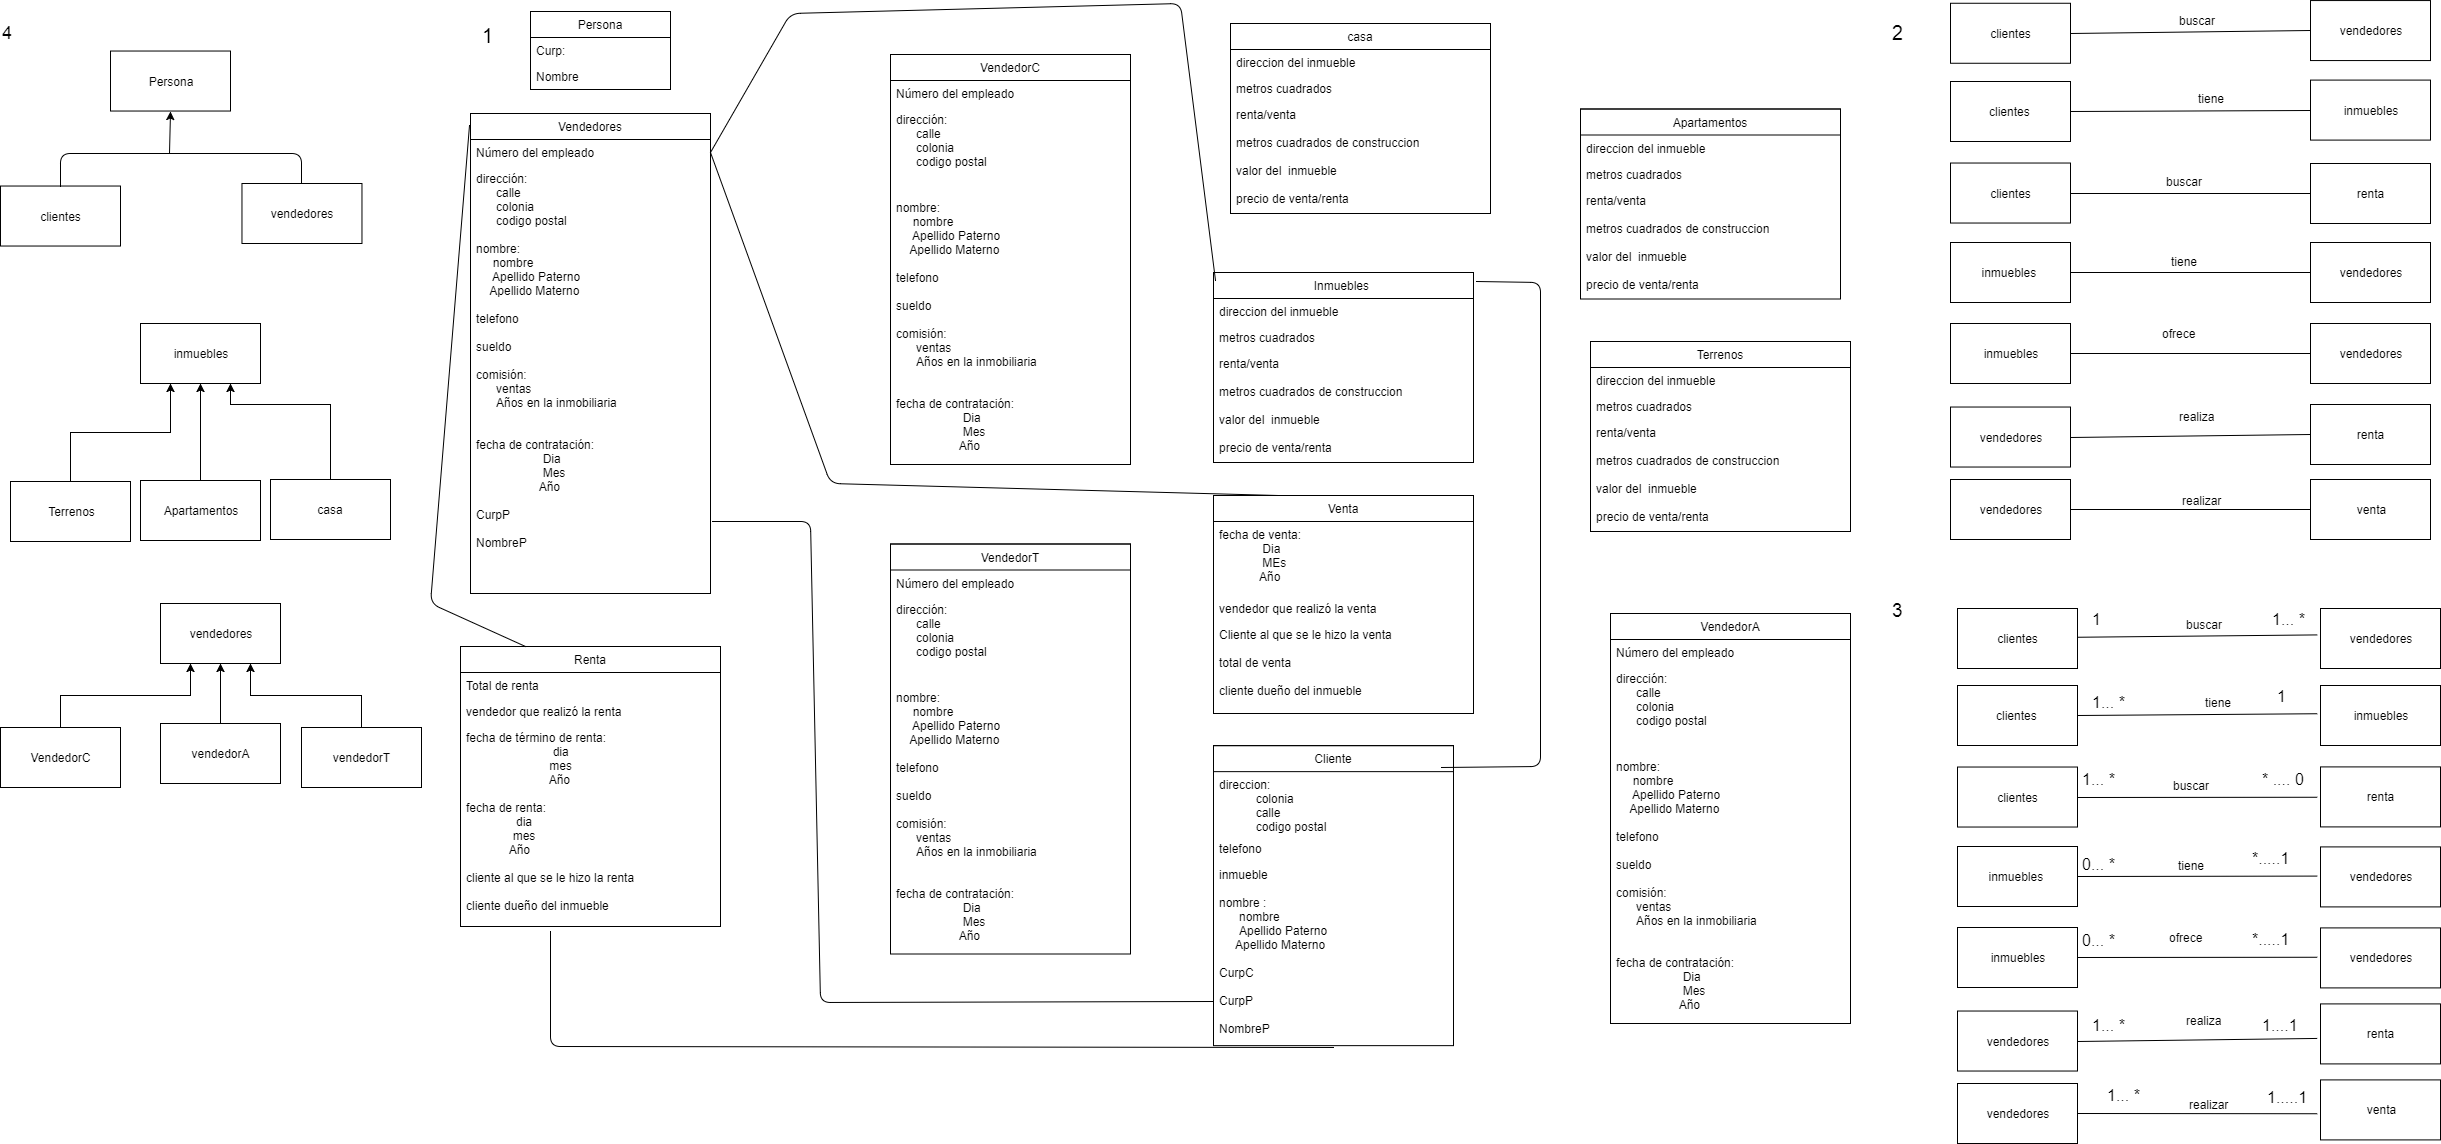 4
Persona
clientes
vendedores
inmuebles
Terrenos
Apartamentos
casa
vendedores
VendedorC
vendedorA
vendedorT
1
Persona
Curp:
Nombre
Vendedores
Número del empleado
dirección:
calle
colonia
codigo postal
nombre:
nombre
Apellido Paterno
Apellido Materno
telefono
sueldo
comisión:
ventas
Años en la inmobiliaria
fecha de contratación:
Dia
Mes
Año
CurpP
NombreP
Renta
Total de renta
vendedor que realizó la renta
fecha de término de renta:
dia
mes
Año
fecha de renta:
dia
mes
Año
cliente al que se le hizo la renta
cliente dueño del inmueble
VendedorC
Número del empleado
dirección:
calle
colonia
codigo postal
nombre:
nombre
Apellido Paterno
Apellido Materno
telefono
sueldo
comisión:
ventas
Años en la inmobiliaria
fecha de contratación:
Dia
Mes
Año
VendedorT
Número del empleado
dirección:
calle
colonia
codigo postal
nombre:
nombre
Apellido Paterno
Apellido Materno
telefono
sueldo
comisión:
ventas
Años en la inmobiliaria
fecha de contratación:
Dia
Mes
Año
casa
direccion del inmueble
metros cuadrados
renta/venta
metros cuadrados de construccion
valor del inmueble
precio de venta/renta
Inmuebles
direccion del inmueble
metros cuadrados
renta/venta
metros cuadrados de construccion
valor del inmueble
precio de venta/renta
Venta
fecha de venta:
Dia
MEs
Año
vendedor que realizó la venta
Cliente al que se le hizo la venta
total de venta
cliente dueño del inmueble
Cliente
direccion:
colonia
calle
codigo postal
telefono
inmueble
nombre :
nombre
Apellido Paterno
Apellido Materno
CurpC
CurpP
NombreP
Apartamentos
direccion del inmueble
metros cuadrados
renta/venta
metros cuadrados de construccion
valor del inmueble
precio de venta/renta
Terrenos
direccion del inmueble
metros cuadrados
renta/venta
metros cuadrados de construccion
valor del inmueble
precio de venta/renta
VendedorA
Número del empleado
dirección:
calle
colonia
codigo postal
nombre:
nombre
Apellido Paterno
Apellido Materno
telefono
sueldo
comisión:
ventas
Años en la inmobiliaria
fecha de contratación:
Dia
Mes
Año
2
clientes buscar vendedores
clientes tiene inmuebles
clientes buscar renta
inmuebles tiene vendedores
inmuebles ofrece vendedores
vendedores realiza renta
vendedores realizar venta
3
clientes 1 buscar 1... * vendedores
clientes 1... * tiene 1 inmuebles
clientes 1... * buscar * .... 0 renta
inmuebles 0... * tiene *.....1 vendedores
inmuebles 0... * ofrece *.....1 vendedores
vendedores 1... * realiza 1....1 renta
vendedores 1... * realizar 1.....1 venta